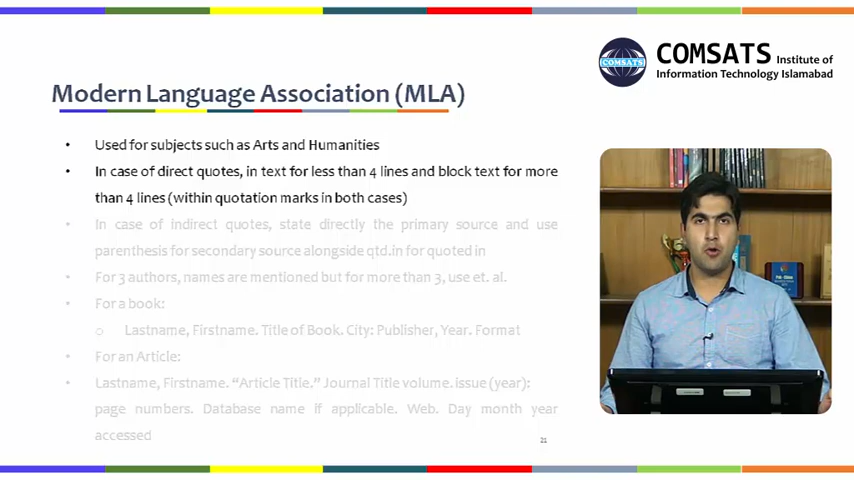 COMSATS Institute of
Information Technology Islamabad
COMSATS
Modern Language Association (MLA)
• Used for subjects such as Arts and Humanities
• In case of direct quotes, in text for less than 4 lines and block text for more
than 4 lines (within quotation marks in both cases)
• In case of indirect quotes, state directly the primary source and use
parenthesis for secondary source alongside qtd.in for quoted in
• For 3 authors, names are mentioned but for more than 3, use et. al.
• For a book:
o Lastname, Firstname. Title of Book. City: Publisher, Year. Format
• For an Article:
• Lastname, Firstname. “Article Title.” Journal Title volume. issue (year):
page numbers. Database name if applicable. Web. Day month year
accessed
21